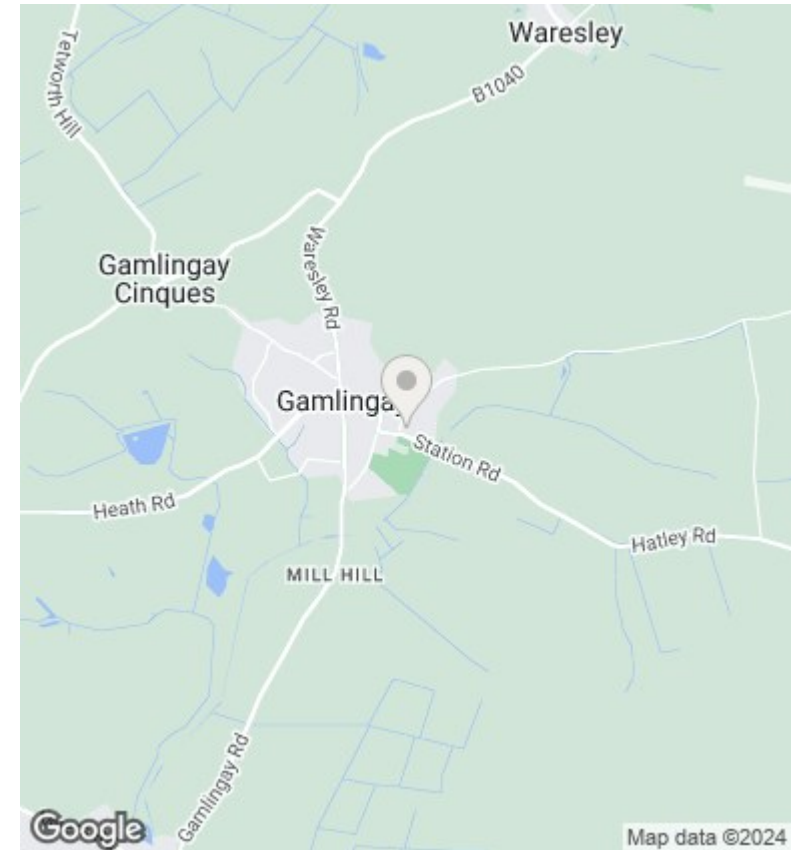 Waresley
Tetworth Hill
B1040
Waresley Rd
Gamlingay
Cinques
Gamlingay
Station Rd
Heath Rd
Hatley Rd
MILL HILL
Gamlingay Rd
Google
Map data ©2024